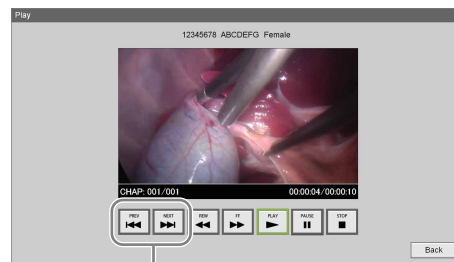 Play
12345678 ABCDEFG Female
CHAP: 001/001 00:00:04/00:00:10
PREV NEXT REW FF PLAY PAUSE STOP
Back